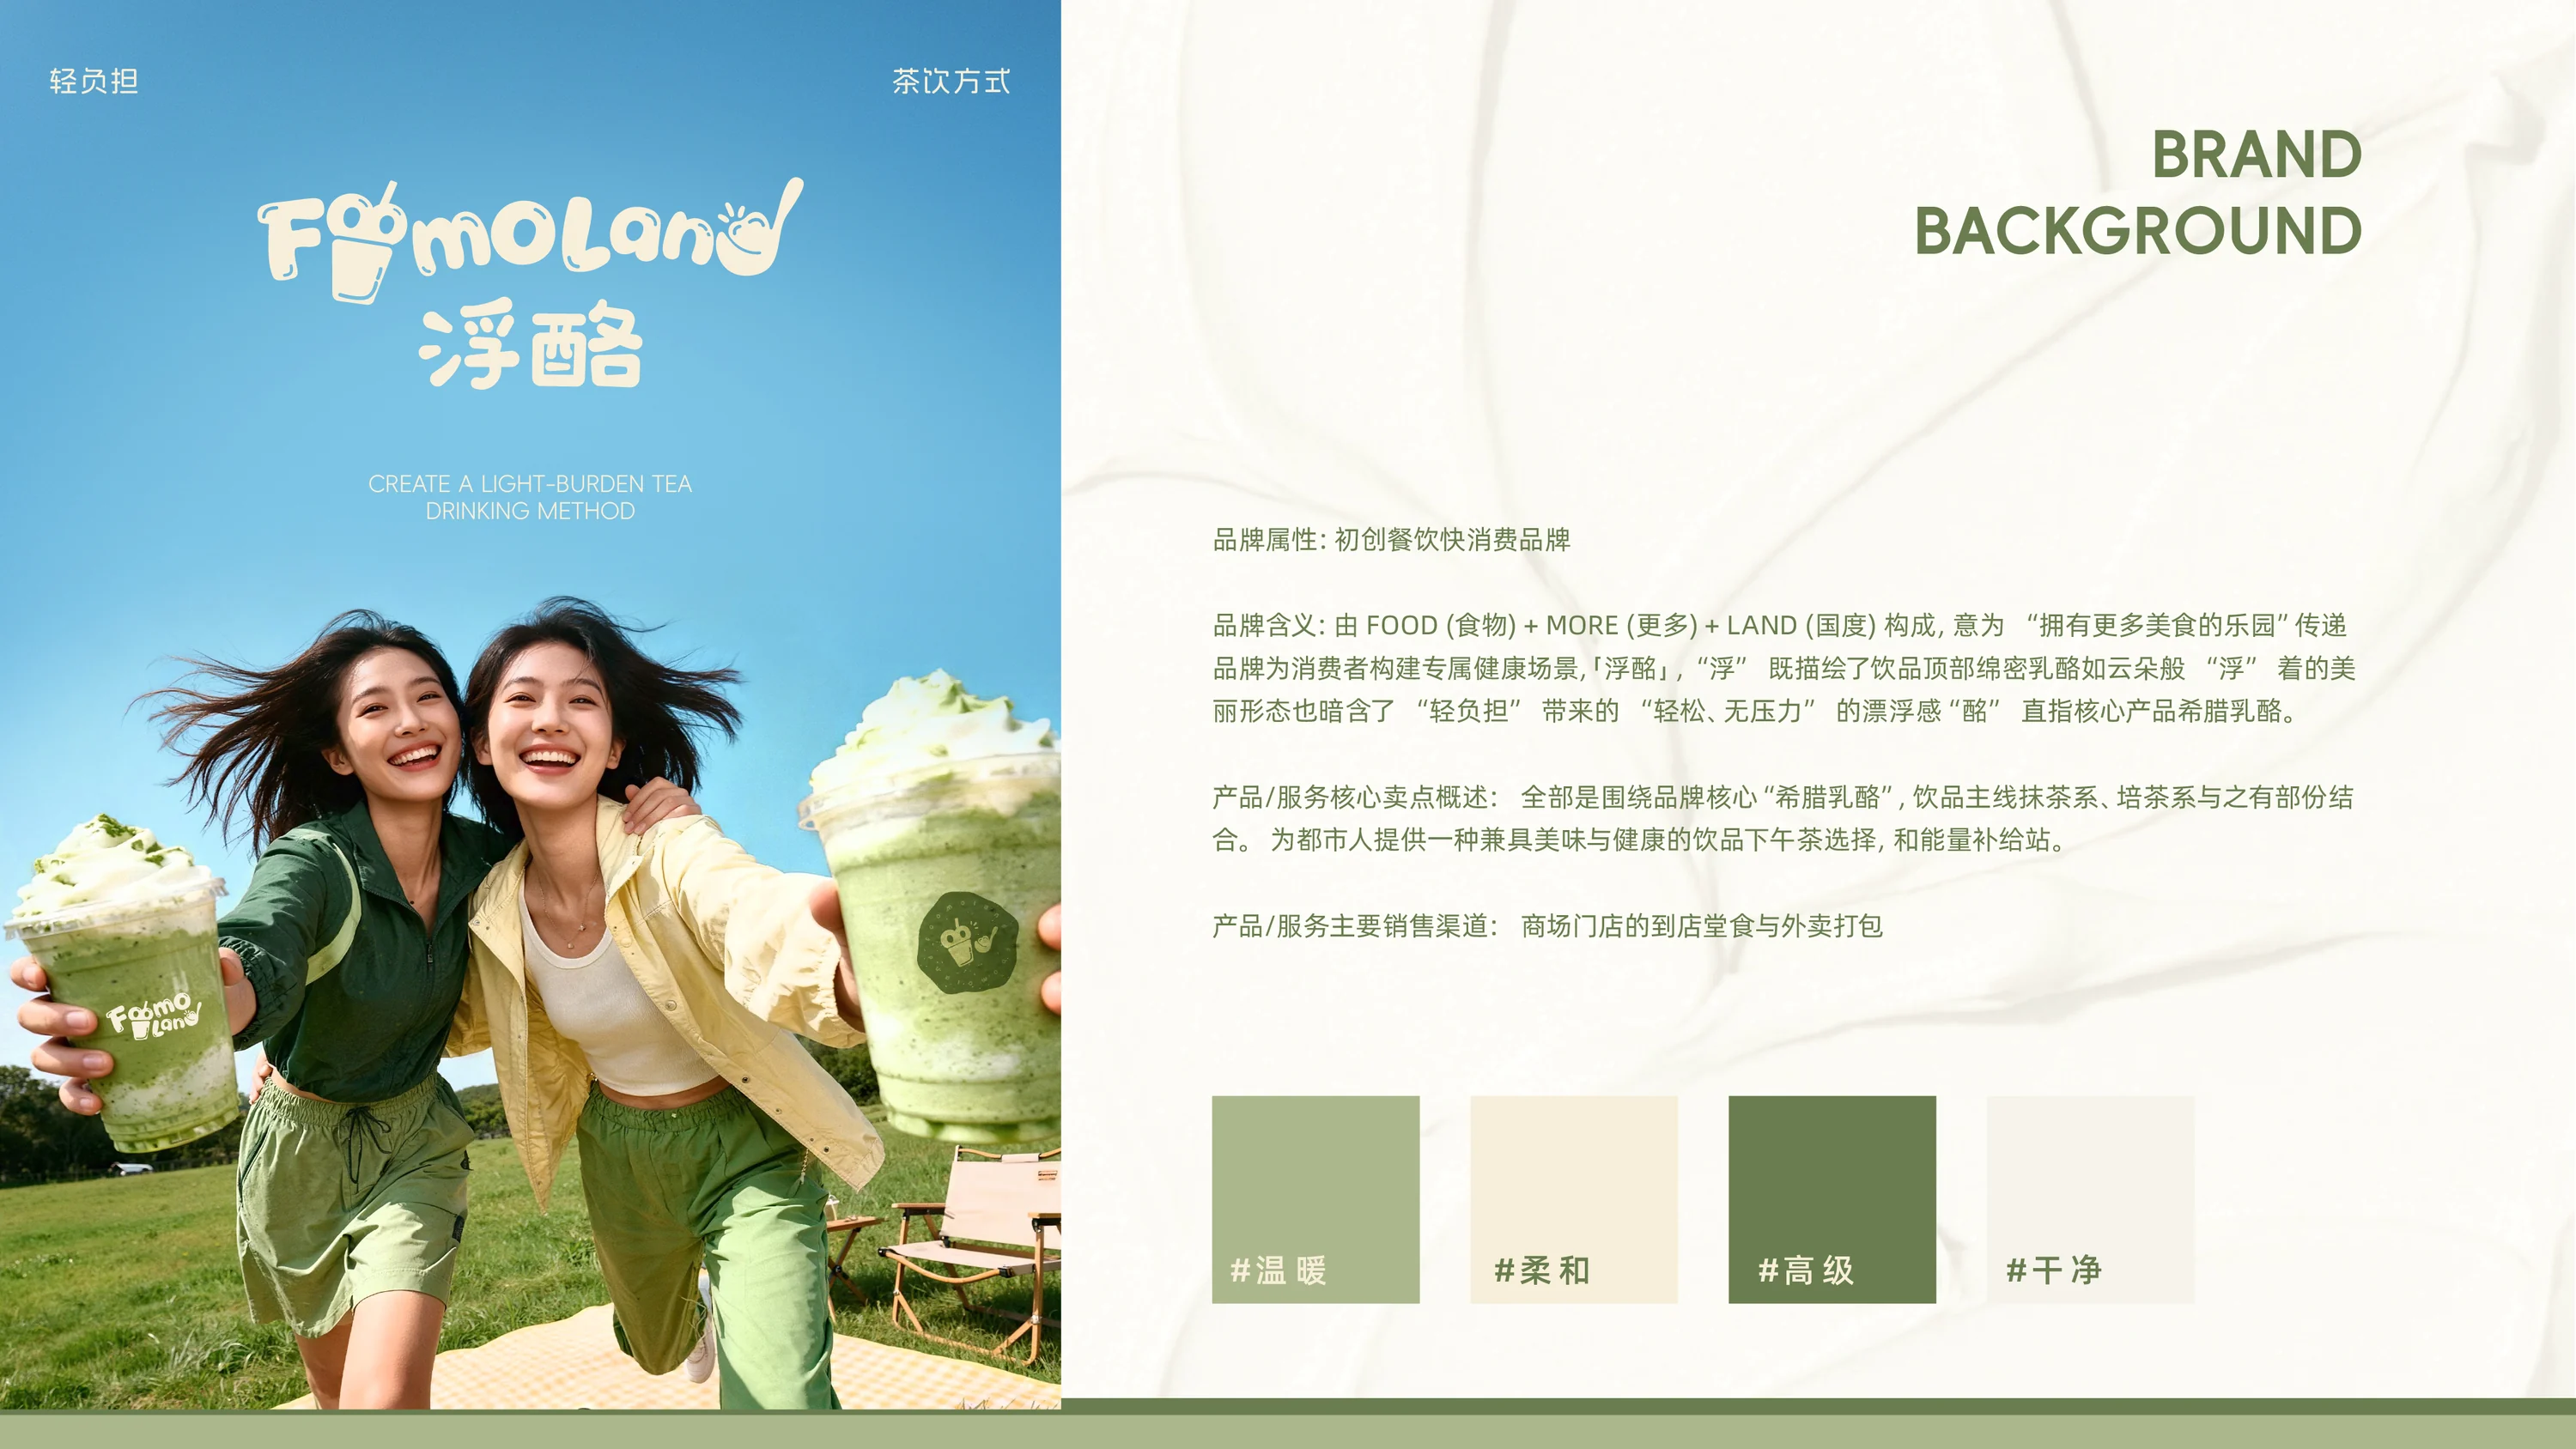 轻负担
茶饮方式
FoomoLand
浮酪
CREATE A LIGHT-BURDEN TEA
DRINKING METHOD
Foomo
Land
BRAND
BACKGROUND
品牌属性：初创餐饮快消费品牌
品牌含义：由 FOOD (食物) + MORE (更多) + LAND (国度) 构成, 意为 “拥有更多美食的乐园”传递
品牌为消费者构建专属健康场景,「浮酪」, “浮” 既描绘了饮品顶部绵密乳酪如云朵般 “浮” 着的美
丽形态也暗含了 “轻负担” 带来的 “轻松、无压力” 的漂浮感“酩” 直指核心产品希腊乳酪。
产品/服务核心卖点概述： 全部是围绕品牌核心“希腊乳酪”, 饮品主线抹茶系、培茶系与之有部份结
合。 为都市人提供一种兼具美味与健康的饮品下午茶选择, 和能量补给站。
产品/服务主要销售渠道： 商场门店的到店堂食与外卖打包
#温暖
#柔和
#高级
#干净